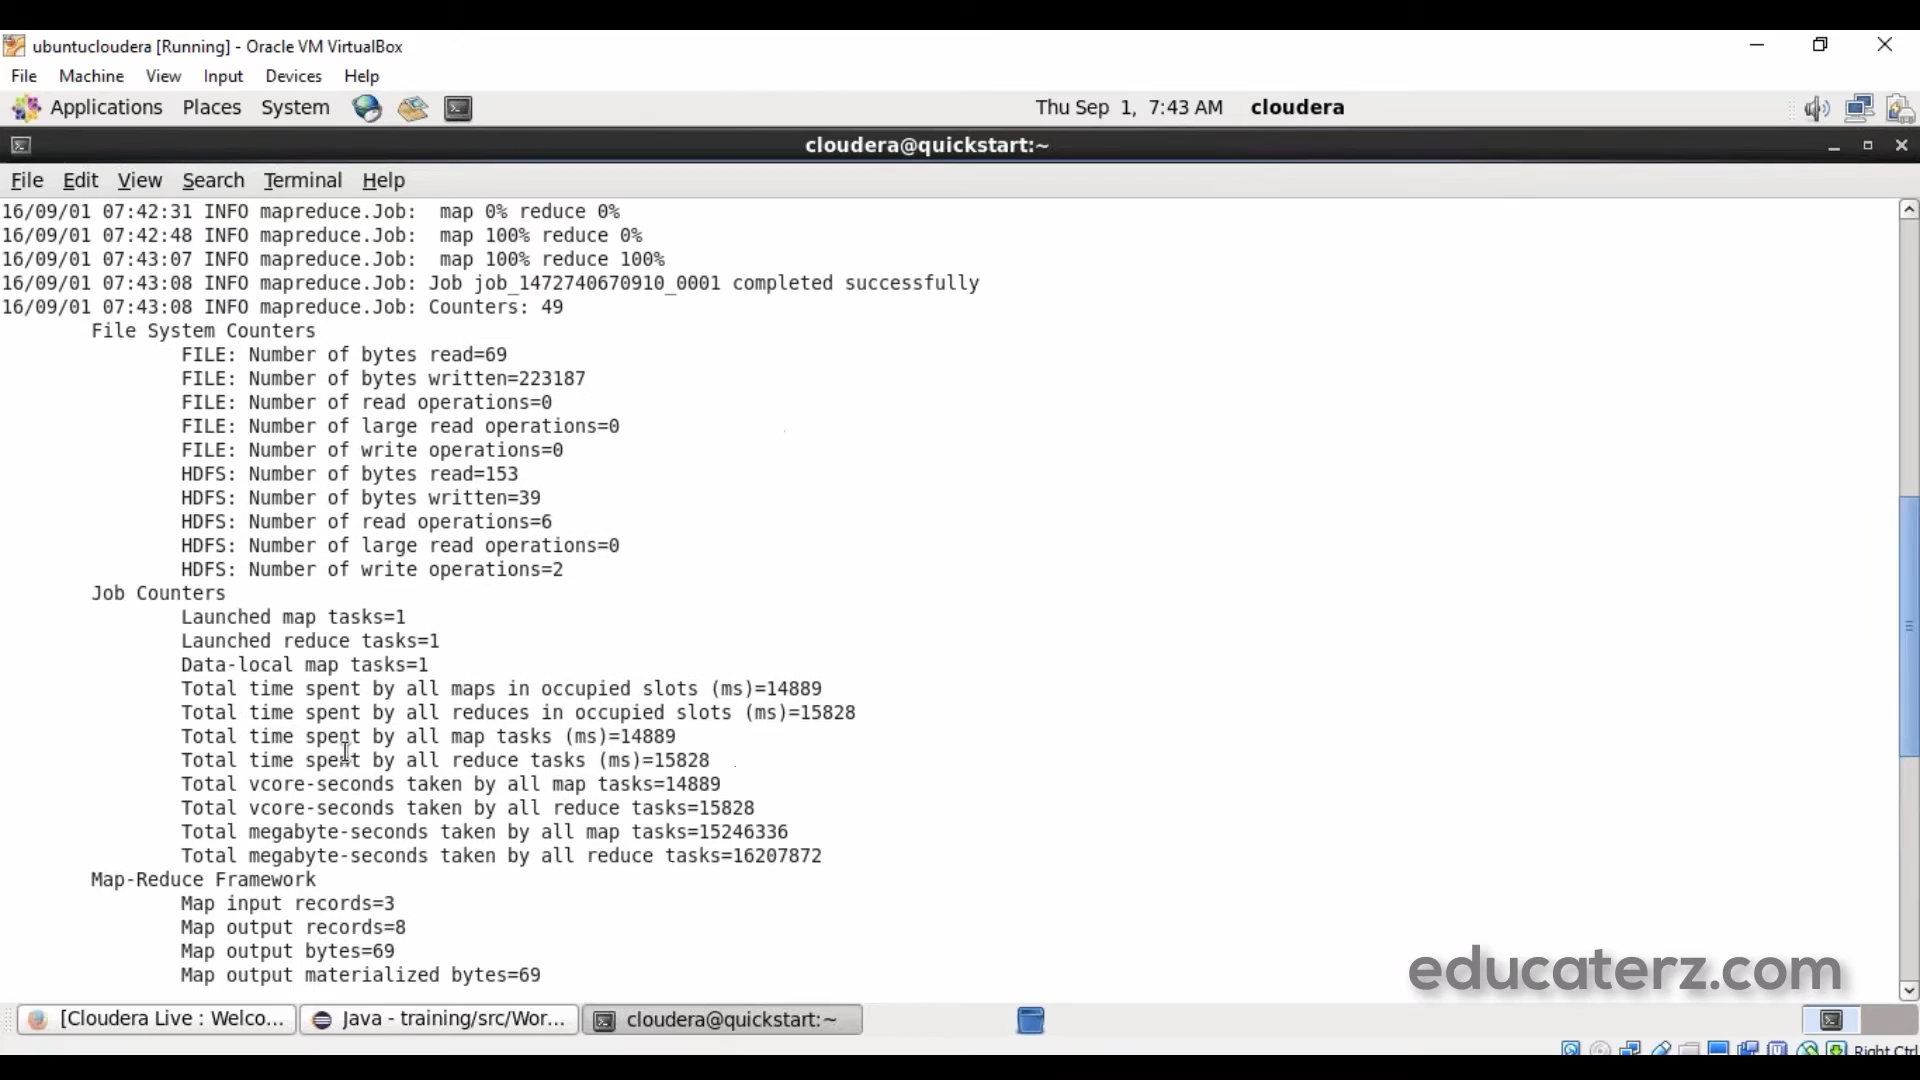 ubuntucloudera [Running] - Oracle VM VirtualBox
File Machine View Input Devices Help
Applications Places System Thu Sep 1, 7:43 AM cloudera
cloudera@quickstart:~
File Edit View Search Terminal Help
16/09/01 07:42:31 INFO mapreduce.Job:  map 0% reduce 0%
16/09/01 07:42:48 INFO mapreduce.Job:  map 100% reduce 0%
16/09/01 07:43:07 INFO mapreduce.Job:  map 100% reduce 100%
16/09/01 07:43:08 INFO mapreduce.Job: Job job_1472740670910_0001 completed successfully
16/09/01 07:43:08 INFO mapreduce.Job: Counters: 49
File System Counters
FILE: Number of bytes read=69
FILE: Number of bytes written=223187
FILE: Number of read operations=0
FILE: Number of large read operations=0
FILE: Number of write operations=0
HDFS: Number of bytes read=153
HDFS: Number of bytes written=39
HDFS: Number of read operations=6
HDFS: Number of large read operations=0
HDFS: Number of write operations=2
Job Counters
Launched map tasks=1
Launched reduce tasks=1
Data-local map tasks=1
Total time spent by all maps in occupied slots (ms)=14889
Total time spent by all reduces in occupied slots (ms)=15828
Total time spent by all map tasks (ms)=14889
Total time spent by all reduce tasks (ms)=15828
Total vcore-seconds taken by all map tasks=14889
Total vcore-seconds taken by all reduce tasks=15828
Total megabyte-seconds taken by all map tasks=15246336
Total megabyte-seconds taken by all reduce tasks=16207872
Map-Reduce Framework
Map input records=3
Map output records=8
Map output bytes=69
Map output materialized bytes=69
educaterz.com
[Cloudera Live : Welco... Java - training/src/Wor... cloudera@quickstart:~
Right Ctrl